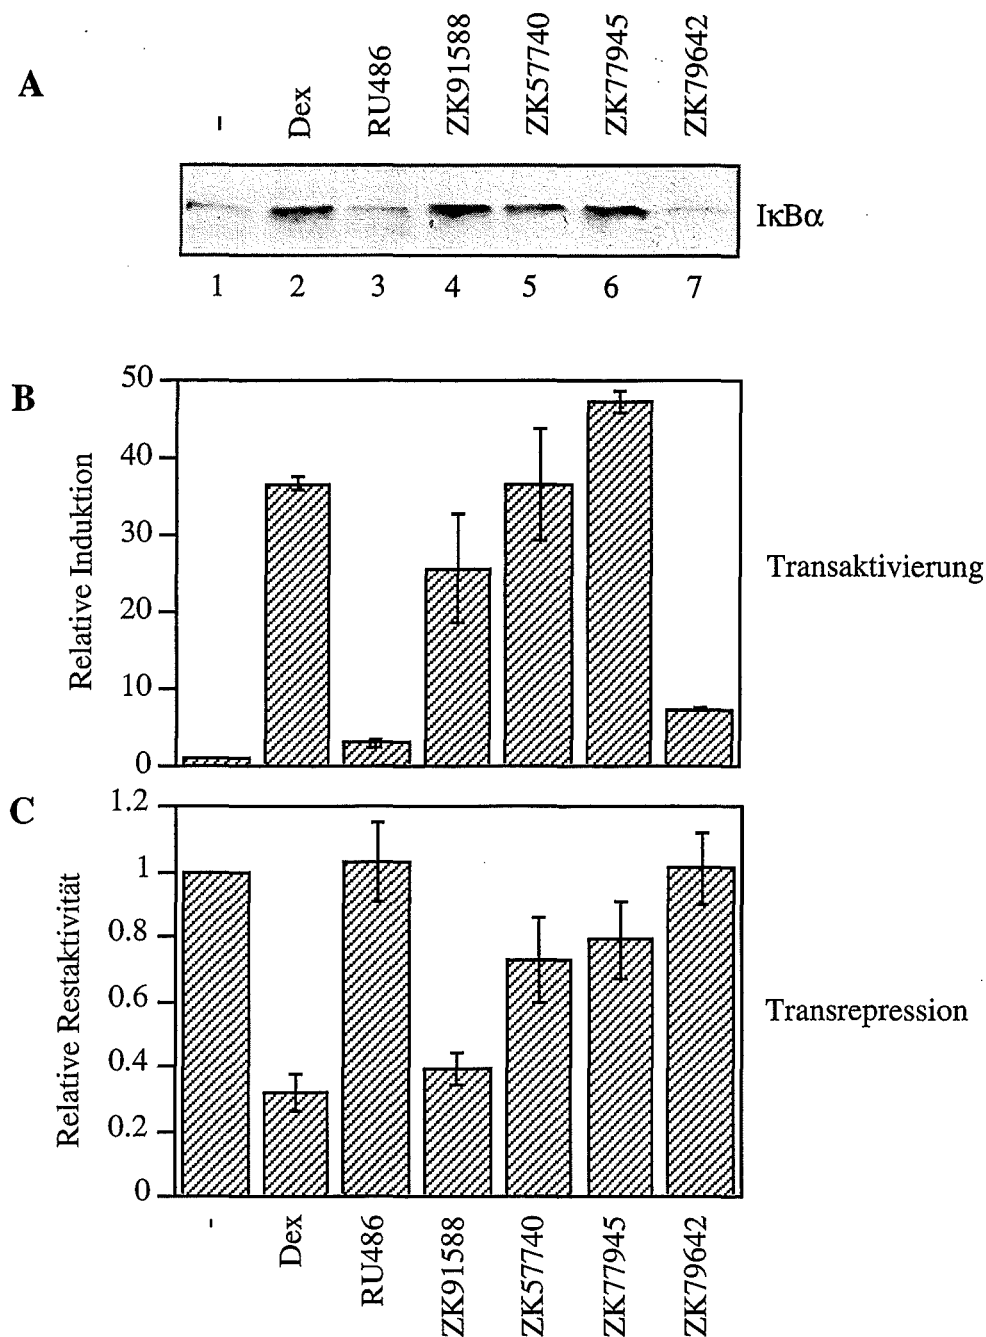 A
-
Dex
RU486
ZK91588
ZK57740
ZK77945
ZK79642
IκBα
1 2 3 4 5 6 7
B
Relative Induktion
50
40
30
20
10
0
Transaktivierung
C
Relative Restaktivität
1.2
1
0.8
0.6
0.4
0.2
0
Transrepression
-
Dex
RU486
ZK91588
ZK57740
ZK77945
ZK79642